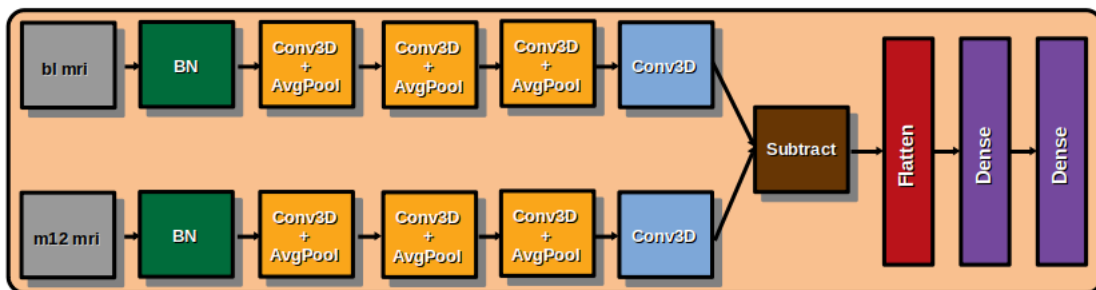 bl mri
BN
Conv3D
+
AvgPool
Conv3D
+
AvgPool
Conv3D
+
AvgPool
Conv3D
m12 mri
BN
Conv3D
+
AvgPool
Conv3D
+
AvgPool
Conv3D
+
AvgPool
Conv3D
Subtract
Flatten
Dense
Dense